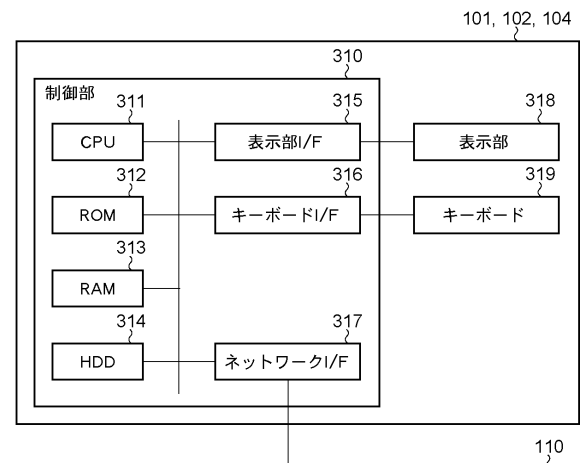 101, 102, 104
310
制御部
311
315
318
CPU
表示部I/F
表示部
312
316
319
ROM
キーボードI/F
キーボード
313
RAM
314
317
HDD
ネットワークI/F
110